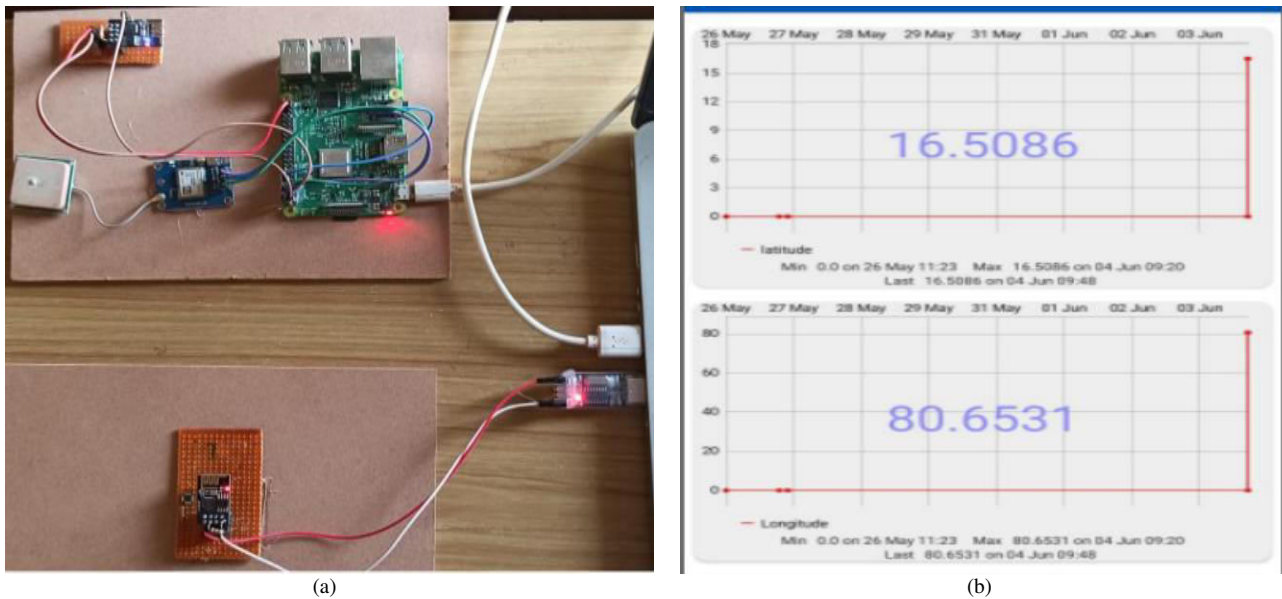 26 May 27 May 28 May 29 May 31 May 01 Jun 02 Jun 03 Jun
18
15
12
9
6
3
0
16.5086
latitude
Min 0.0 on 26 May 11:23 Max 16.5086 on 04 Jun 09:20
Last 16.5086 on 04 Jun 09:48
26 May 27 May 28 May 29 May 31 May 01 Jun 02 Jun 03 Jun
80
60
40
20
0
80.6531
Longitude
Min 0.0 on 26 May 11:23 Max 80.6531 on 04 Jun 09:20
Last 80.6531 on 04 Jun 09:48
(a)
(b)